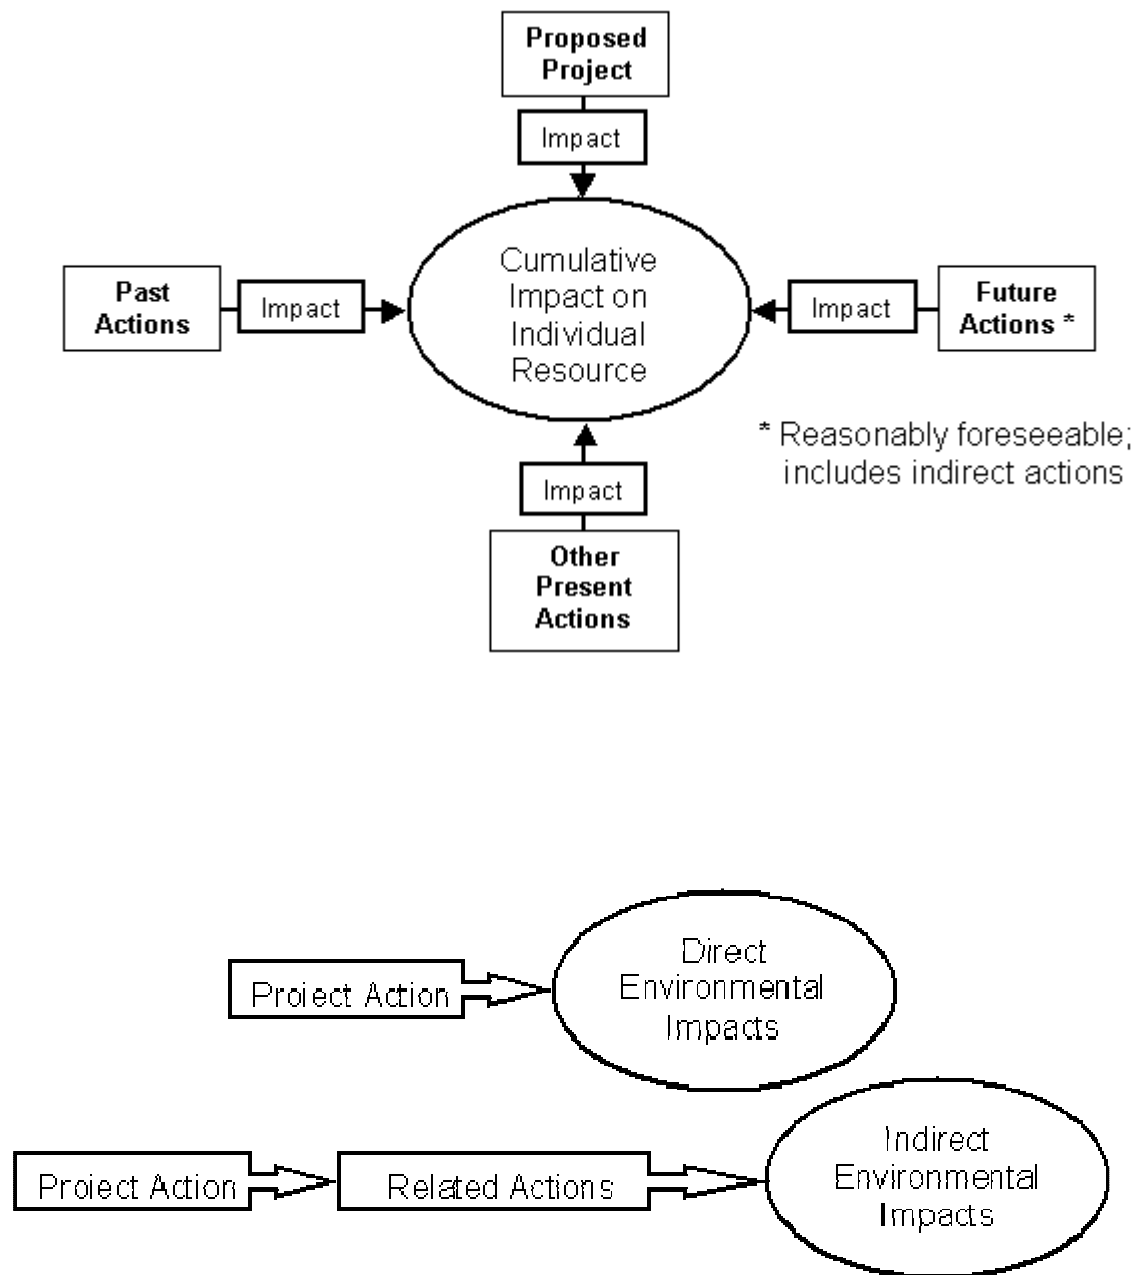 Proposed
Project
Impact
Past
Actions
Impact
Cumulative
Impact on
Individual
Resource
Impact
Future
Actions *
* Reasonably foreseeable;
includes indirect actions
Impact
Other
Present
Actions
Direct
Environmental
Impacts
Project Action
Indirect
Environmental
Impacts
Project Action
Related Actions